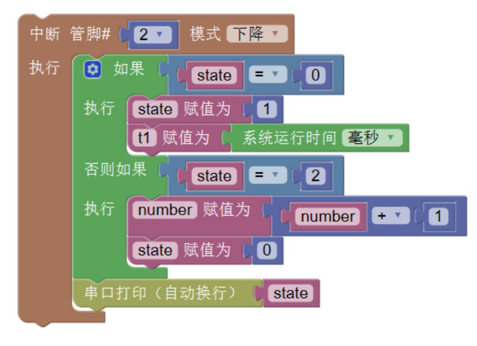 中断 管脚# 2 模式 下降
执行 如果 state = 0
执行 state 赋值为 1
t1 赋值为 系统运行时间 毫秒
否则如果 state = 2
执行 number 赋值为 number + 1
state 赋值为 0
串口打印（自动换行） state